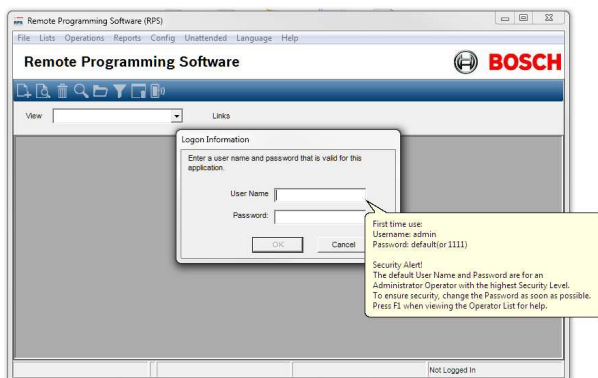 Remote Programming Software (RPS)
File Lists Operations Reports Config Unattended Language Help
Remote Programming Software
BOSCH
View
Links
Logon Information
Enter a user name and password that is valid for this
application.
User Name
Password:
OK
Cancel
First time use:
Username: admin
Password: default(or 1111)
Security Alert!
The default User Name and Password are for an
Administrator Operator with the highest Security Level.
To ensure security, change the Password as soon as possible.
Press F1 when viewing the Operator List for help.
Not Logged In